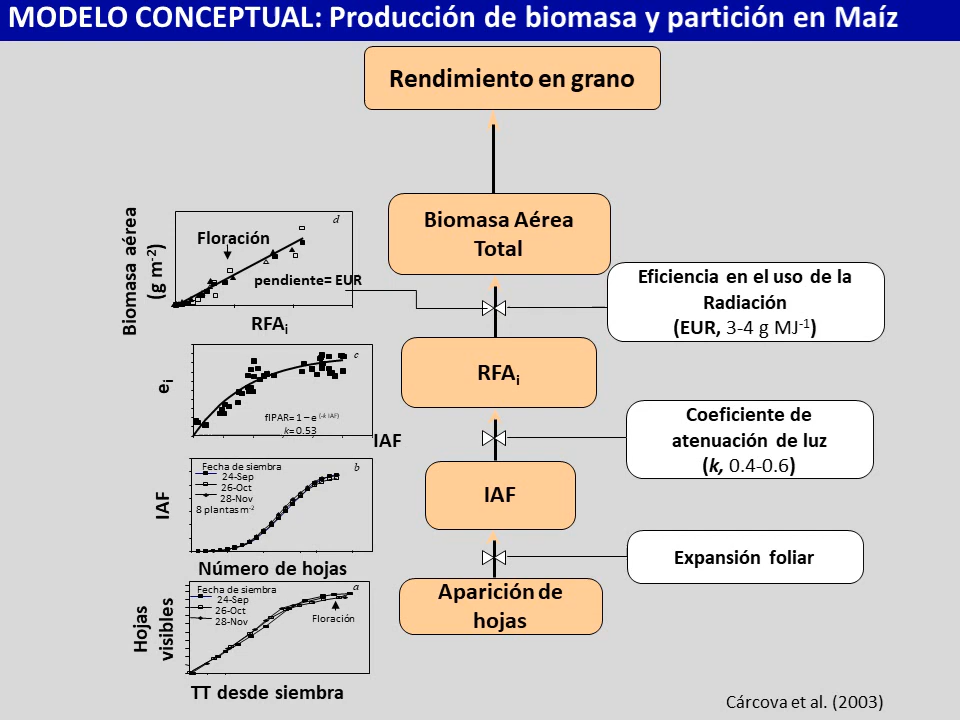 MODELO CONCEPTUAL: Producción de biomasa y partición en Maíz
Rendimiento en grano
Biomasa Aérea
Total
Biomasa aérea
(g m-2)
d
Floración
pendiente= EUR
RFAi
Eficiencia en el uso de la
Radiación
(EUR, 3-4 g MJ-1)
RFAi
ei
c
fIPAR= 1 – e (-k IAF)
k= 0.53
IAF
Coeficiente de
atenuación de luz
(k, 0.4-0.6)
IAF
IAF
Fecha de siembra
24-Sep
26-Oct
28-Nov
8 plantas m-2
b
Número de hojas
Expansión foliar
Aparición de
hojas
Hojas
visibles
Fecha de siembra
24-Sep
26-Oct
28-Nov
a
Floración
TT desde siembra
Cárcova et al. (2003)